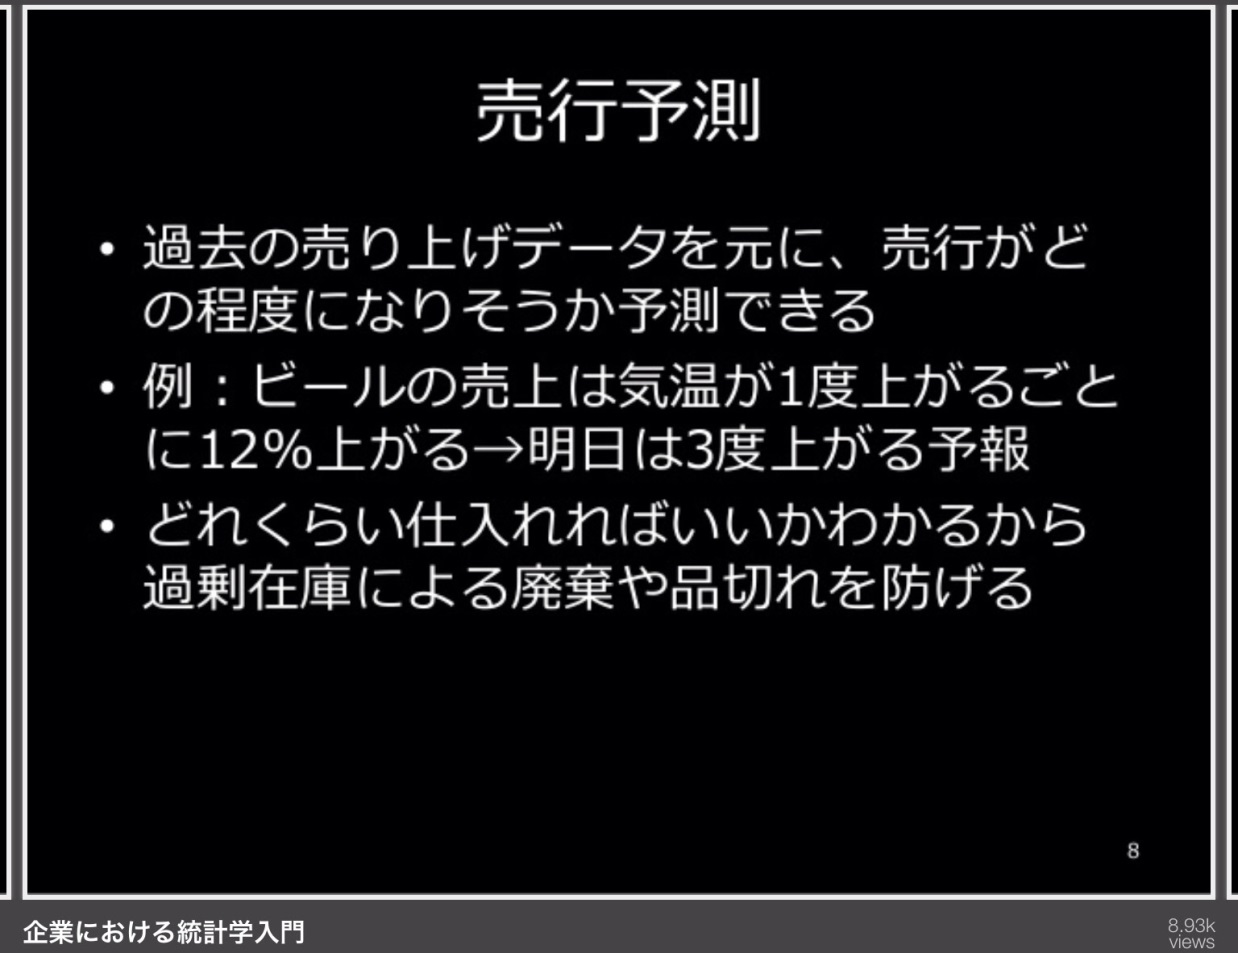 売行予測
• 過去の売り上げデータを元に、売行がど
の程度になりそうか予測できる
• 例：ビールの売上は気温が1度上がるごと
に12%上がる→明日は3度上がる予報
• どれくらい仕入れればいいかわかるから
過剰在庫による廃棄や品切れを防げる
8
企業における統計学入門
8.93k
views